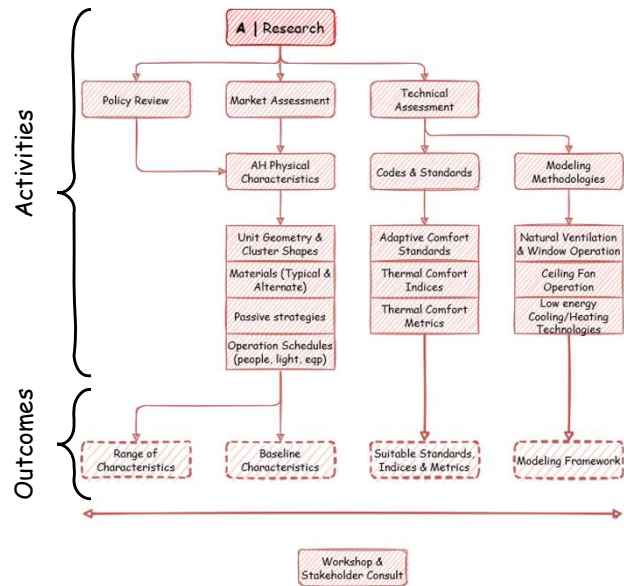 A | Research
Policy Review
Market Assessment
Technical
Assessment
AH Physical
Characteristics
Codes & Standards
Modeling
Methodologies
Unit Geometry &
Cluster Shapes
Materials (Typical &
Alternate)
Passive strategies
Operation Schedules
(people, light, eqp)
Adaptive Comfort
Standards
Thermal Comfort
Indices
Thermal Comfort
Metrics
Natural Ventilation
& Window Operation
Ceiling Fan
Operation
Low energy
Cooling/Heating
Technologies
Activities
Range of
Characteristics
Baseline
Characteristics
Suitable Standards,
Indices & Metrics
Modeling Framework
Outcomes
Workshop &
Stakeholder Consult